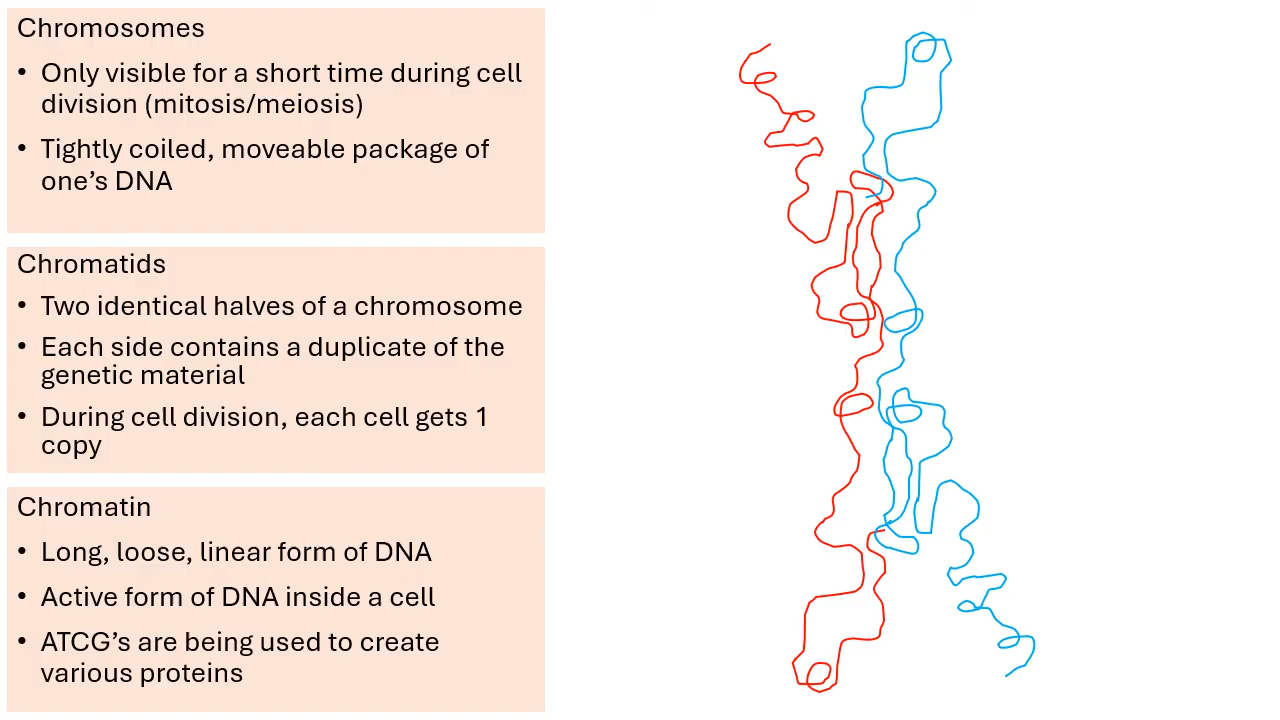 Chromosomes
• Only visible for a short time during cell
division (mitosis/meiosis)
• Tightly coiled, moveable package of
one’s DNA
Chromatids
• Two identical halves of a chromosome
• Each side contains a duplicate of the
genetic material
• During cell division, each cell gets 1
copy
Chromatin
• Long, loose, linear form of DNA
• Active form of DNA inside a cell
• ATCG’s are being used to create
various proteins